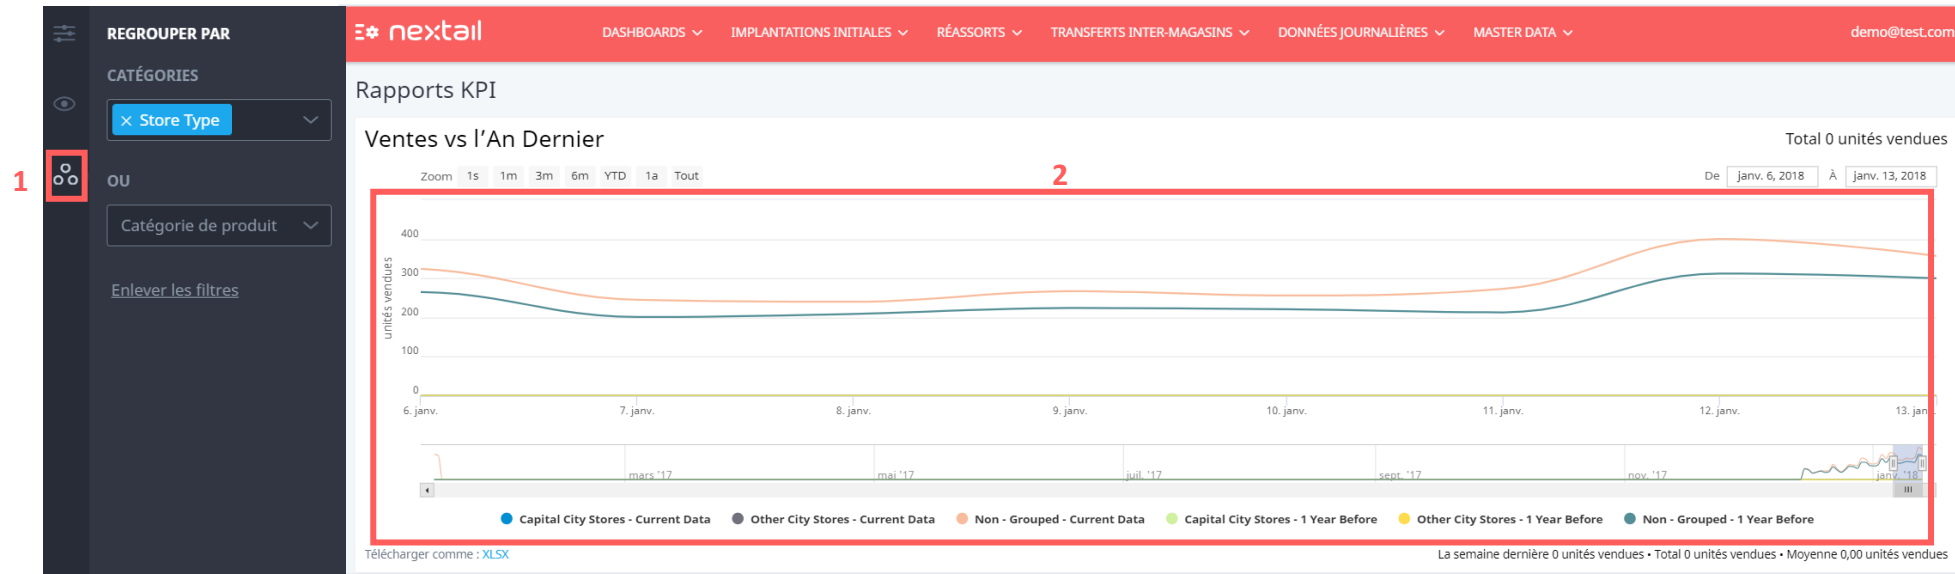 REGROUPER PAR
CATÉGORIES
× Store Type
1
OU
Catégorie de produit
Enlever les filtres
nextail
DASHBOARDS IMPLANTATIONS INITIALES RÉASSORTS TRANSFERTS INTER-MAGASINS DONNÉES JOURNALIÈRES MASTER DATA demo@test.com
Rapports KPI
Ventes vs l'An Dernier
Total 0 unités vendues
Zoom 1s 1m 3m 6m YTD 1a Tout
2
De janv. 6, 2018 À janv. 13, 2018
unités vendues
400
300
200
100
0
6. janv. 7. janv. 8. janv. 9. janv. 10. janv. 11. janv. 12. janv. 13. jan
mars '17 mai '17 juil. '17 sept. '17 nov. '17 janv. '18
Capital City Stores - Current Data Other City Stores - Current Data Non - Grouped - Current Data Capital City Stores - 1 Year Before Other City Stores - 1 Year Before Non - Grouped - 1 Year Before
Télécharger comme : XLSX
La semaine dernière 0 unités vendues • Total 0 unités vendues • Moyenne 0,00 unités vendues